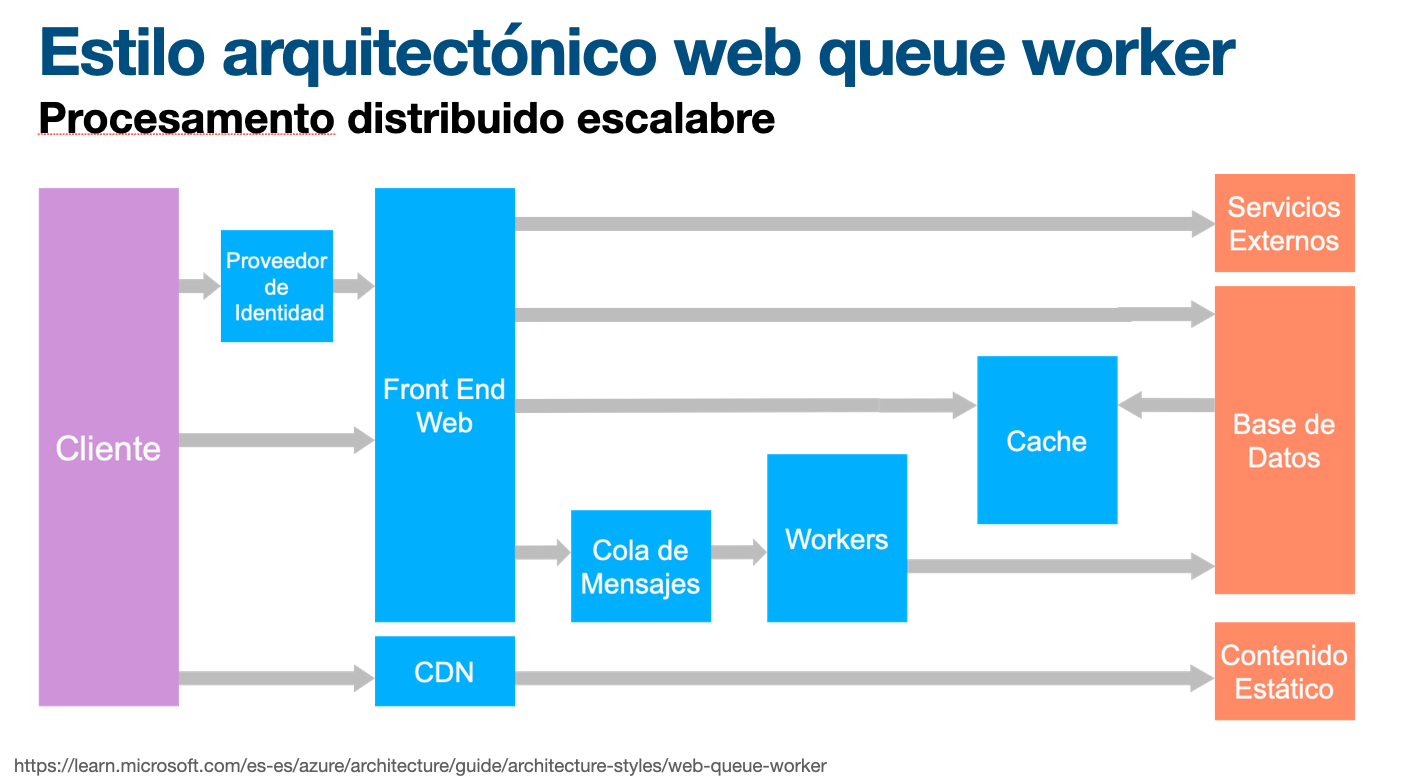 Estilo arquitectónico web queue worker
Procesamento distribuido escalabre
Cliente
Proveedor
de
Identidad
Front End
Web
CDN
Cola de
Mensajes
Workers
Cache
Servicios
Externos
Base de
Datos
Contenido
Estático
https://learn.microsoft.com/es-es/azure/architecture/guide/architecture-styles/web-queue-worker